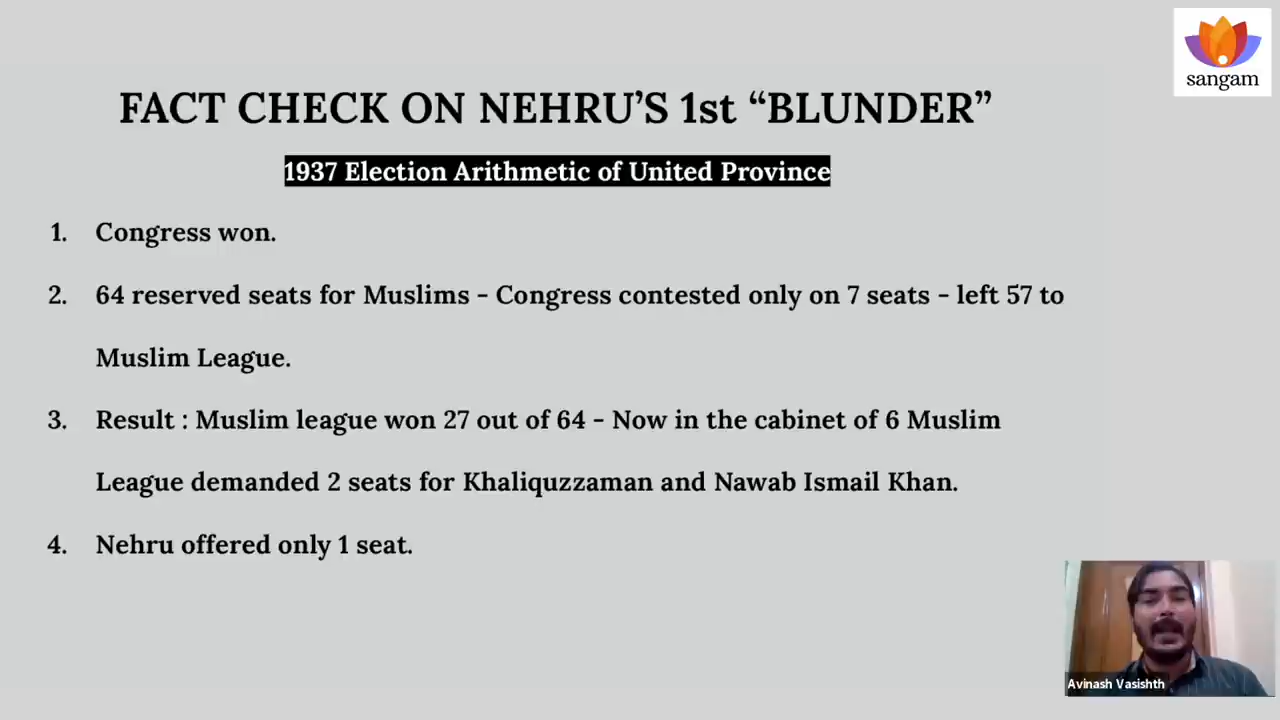 sangam
FACT CHECK ON NEHRU’S 1st “BLUNDER”
1937 Election Arithmetic of United Province
1. Congress won.
2. 64 reserved seats for Muslims - Congress contested only on 7 seats - left 57 to
Muslim League.
3. Result : Muslim league won 27 out of 64 - Now in the cabinet of 6 Muslim
League demanded 2 seats for Khaliquzzaman and Nawab Ismail Khan.
4. Nehru offered only 1 seat.
Avinash Vasishth